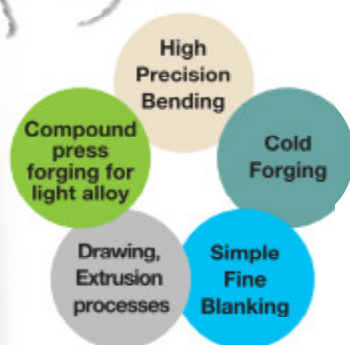 High
Precision
Bending
Compound
press
forging for
light alloy
Cold
Forging
Drawing,
Extrusion
processes
Simple
Fine
Blanking